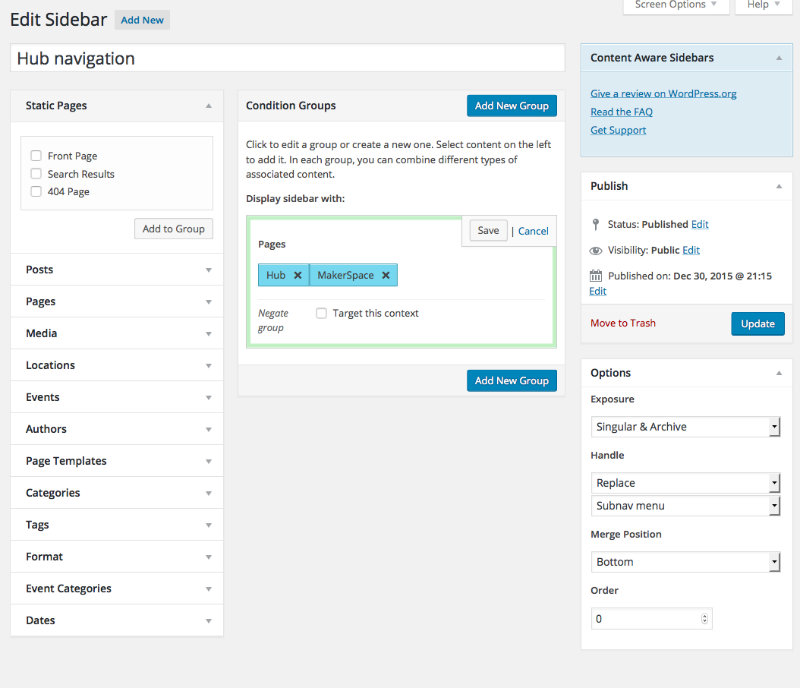 Screen Options
Help
Edit Sidebar
Add New
Hub navigation
Static Pages
Front Page
Search Results
404 Page
Add to Group
Posts
Pages
Media
Locations
Events
Authors
Page Templates
Categories
Tags
Format
Event Categories
Dates
Condition Groups
Add New Group
Click to edit a group or create a new one. Select content on the left
to add it. In each group, you can combine different types of
associated content.
Display sidebar with:
Save | Cancel
Pages
Hub × MakerSpace ×
Negate
group
Target this context
Add New Group
Content Aware Sidebars
Give a review on WordPress.org
Read the FAQ
Get Support
Publish
Status: Published Edit
Visibility: Public Edit
Published on: Dec 30, 2015 @ 21:15
Edit
Move to Trash
Update
Options
Exposure
Singular & Archive
Handle
Replace
Subnav menu
Merge Position
Bottom
Order
0